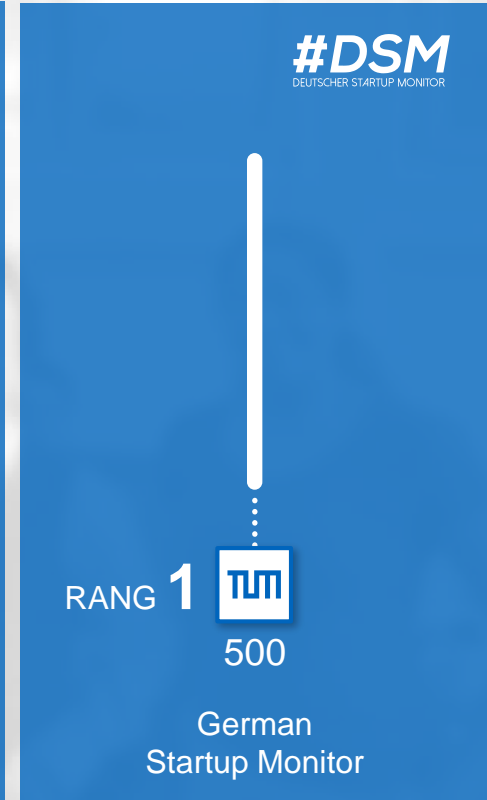 #DSM
DEUTSCHER STARTUP MONITOR
RANG 1
TUM
500
German
Startup Monitor